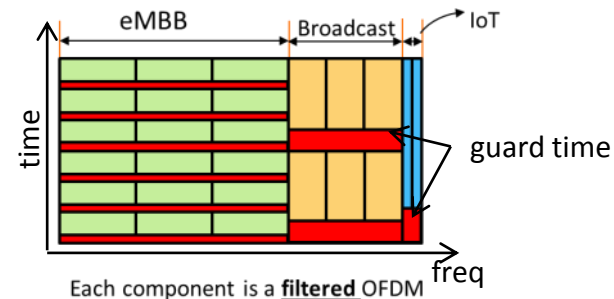 eMBB
Broadcast
IoT
time
guard time
freq
Each component is a filtered OFDM